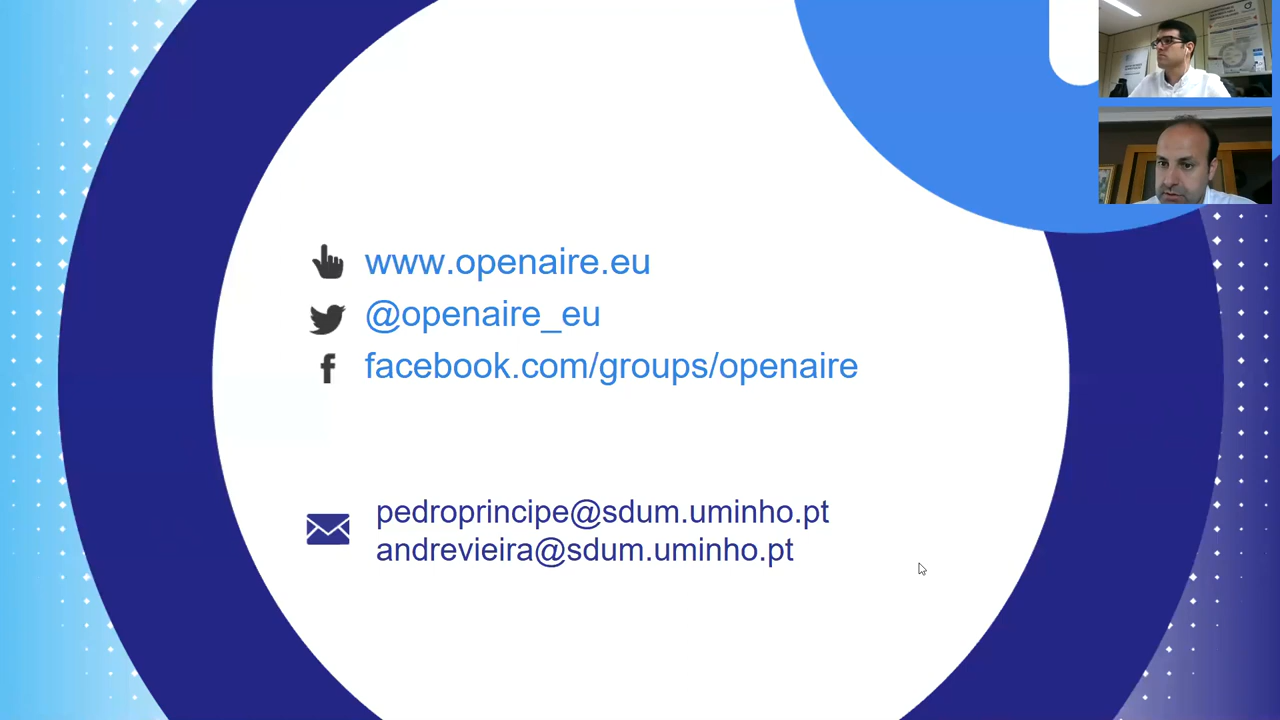 www.openaire.eu
@openaire_eu
facebook.com/groups/openaire
pedroprincipe@sdum.uminho.pt
andrevieira@sdum.uminho.pt